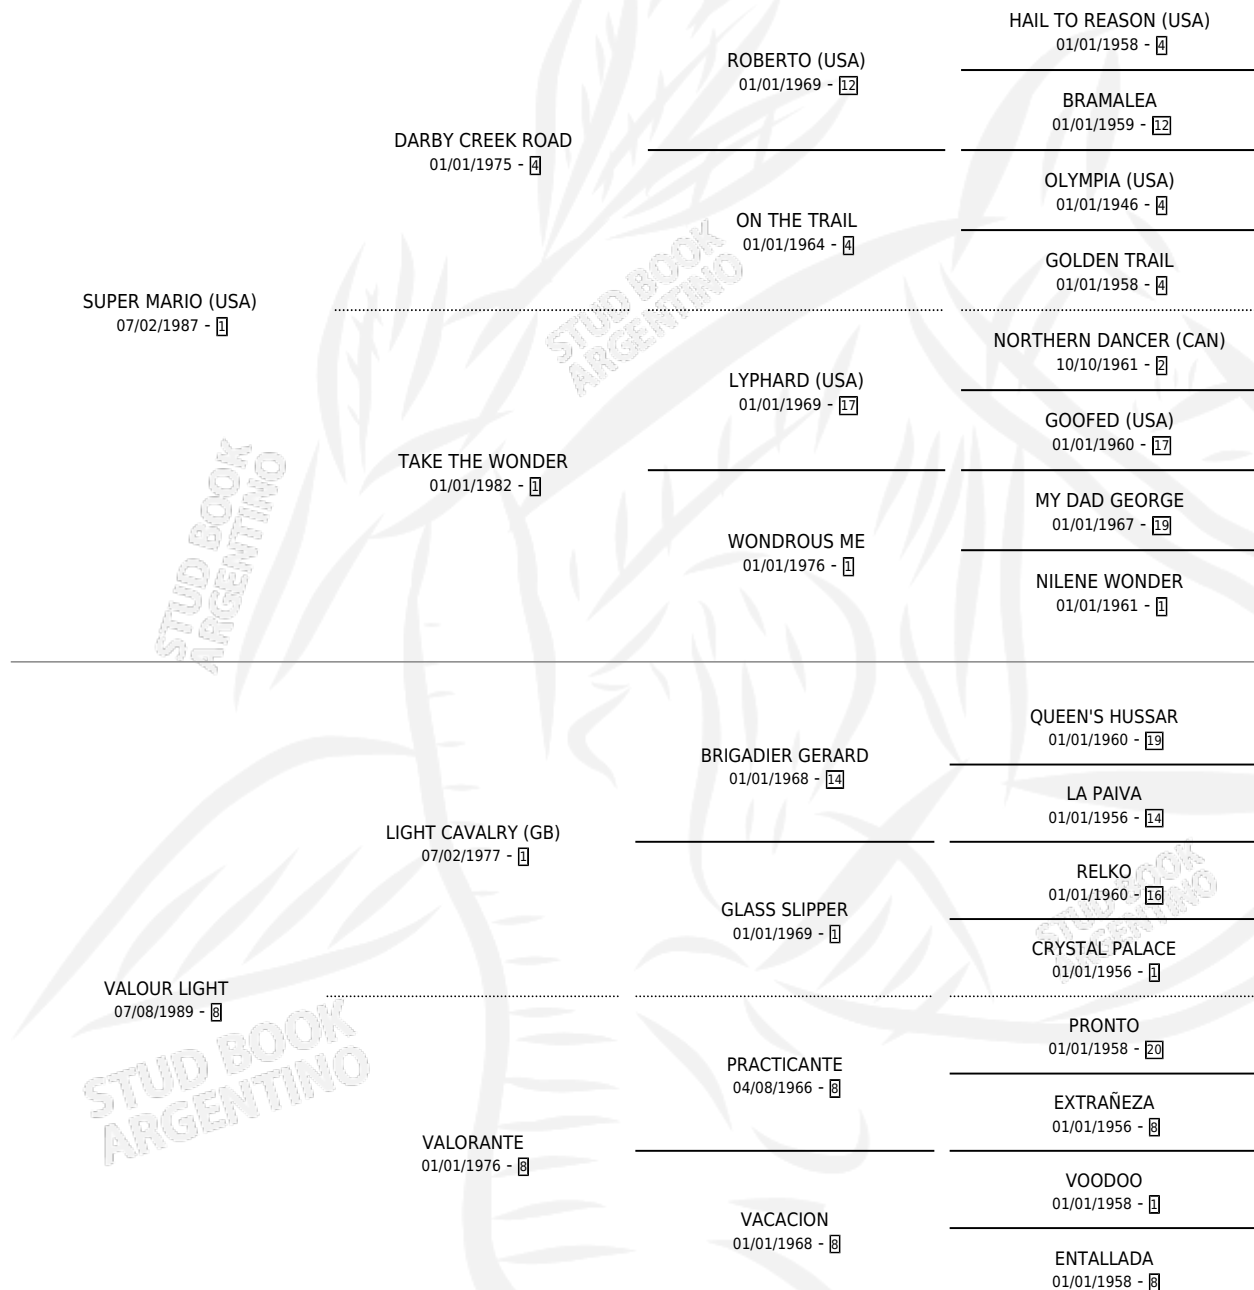 HAIL TO REASON (USA)
01/01/1958 - 4
ROBERTO (USA)
01/01/1969 - 12
BRAMALEA
01/01/1959 - 12
DARBY CREEK ROAD
01/01/1975 - 4
OLYMPIA (USA)
01/01/1946 - 4
ON THE TRAIL
01/01/1964 - 4
GOLDEN TRAIL
01/01/1958 - 4
SUPER MARIO (USA)
07/02/1987 - 1
NORTHERN DANCER (CAN)
10/10/1961 - 2
LYPHARD (USA)
01/01/1969 - 17
GOOFED (USA)
01/01/1960 - 17
TAKE THE WONDER
01/01/1982 - 1
MY DAD GEORGE
01/01/1967 - 19
WONDROUS ME
01/01/1976 - 1
NILENE WONDER
01/01/1961 - 1
QUEEN'S HUSSAR
01/01/1960 - 19
BRIGADIER GERARD
01/01/1968 - 14
LA PAIVA
01/01/1956 - 14
LIGHT CAVALRY (GB)
07/02/1977 - 1
RELKO
01/01/1960 - 16
GLASS SLIPPER
01/01/1969 - 1
CRYSTAL PALACE
01/01/1956 - 1
VALOUR LIGHT
07/08/1989 - 8
PRONTO
01/01/1958 - 20
PRACTICANTE
04/08/1966 - 8
EXTRAÑEZA
01/01/1956 - 8
VALORANTE
01/01/1976 - 8
VOODOO
01/01/1958 - 1
VACACION
01/01/1968 - 8
ENTALLADA
01/01/1958 - 8
STUD BOOK
ARGENTINO
STUD BOOK
ARGENTINO
STUD BOOK
ARGENTINO
STUD BOOK
ARGENTINO